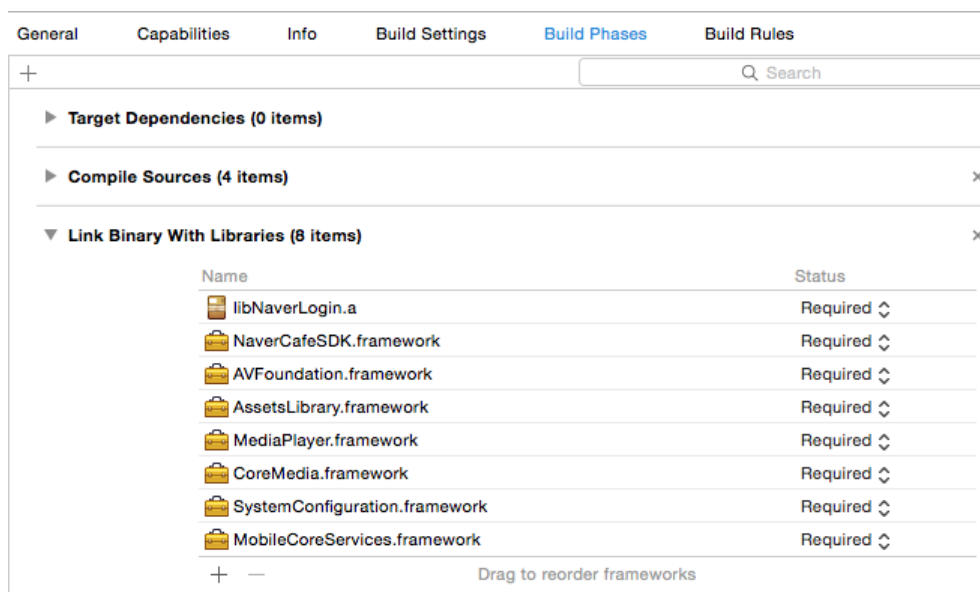 General Capabilities Info Build Settings Build Phases Build Rules
Search
Target Dependencies (0 items)
Compile Sources (4 items)
Link Binary With Libraries (8 items)
Name Status
libNaverLogin.a Required
NaverCafeSDK.framework Required
AVFoundation.framework Required
AssetsLibrary.framework Required
MediaPlayer.framework Required
CoreMedia.framework Required
SystemConfiguration.framework Required
MobileCoreServices.framework Required
Drag to reorder frameworks